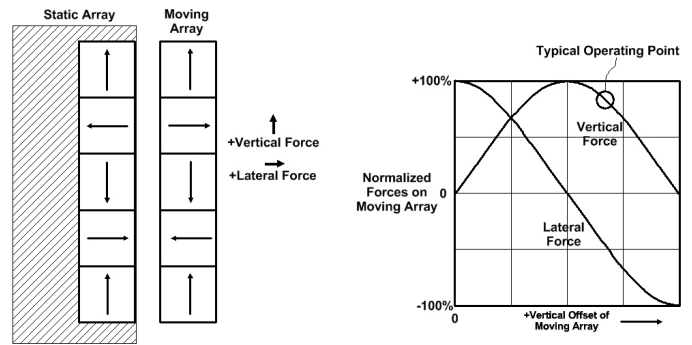 Static Array
Moving
Array
+Vertical Force
+Lateral Force
Typical Operating Point
+100%
Vertical
Force
Normalized
Forces on
Moving Array
0
Lateral
Force
-100%
0
+Vertical Offset of
Moving Array